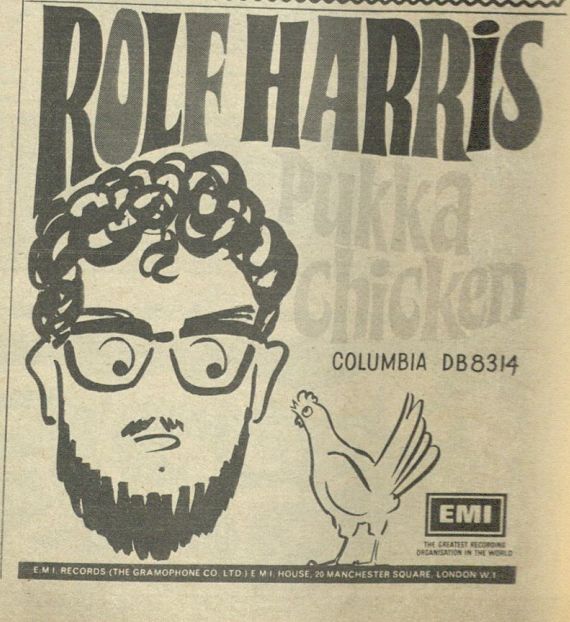 ROLF HARRiS
Pukka
chicken
COLUMBIA DB8314
EMI
THE GREATEST RECORDING
ORGANISATION IN THE WORLD
E.M.I. RECORDS (THE GRAMOPHONE CO. LTD.) E M I. HOUSE, 20 MANCHESTER SQUARE, LONDON W.1